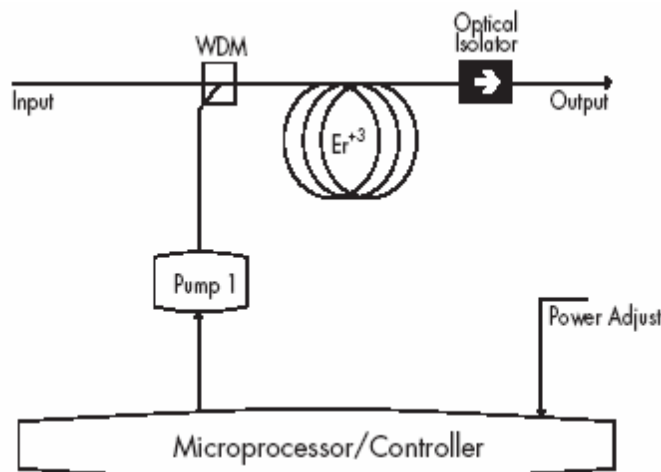 Optical
Isolator
WDM
Input
Output
Er+3
Pump 1
Power Adjust
Microprocessor/Controller